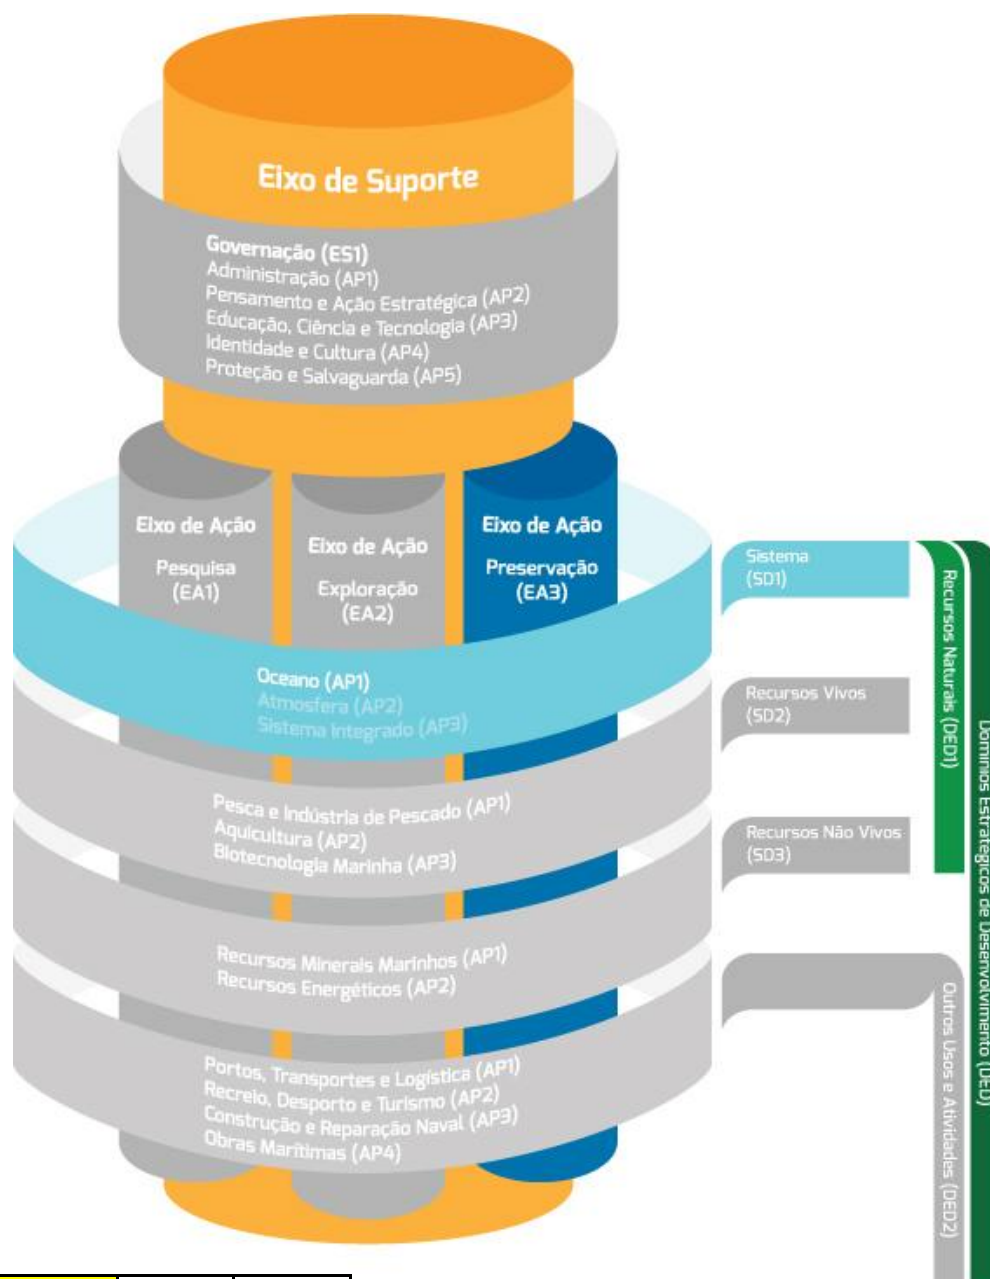 Eixo de Suporte
Governação (ES1)
Administração (AP1)
Pensamento e Ação Estratégica (AP2)
Educação, Ciência e Tecnologia (AP3)
Identidade e Cultura (AP4)
Proteção e Salvaguarda (AP5)
Eixo de Ação
Pesquisa
(EA1)
Eixo de Ação
Exploração
(EA2)
Eixo de Ação
Preservação
(EA3)
Oceano (AP1)
Atmosfera (AP2)
Sistema Integrado (AP3)
Sistema
(SD1)
Pesca e Indústria de Pescado (AP1)
Aquicultura (AP2)
Biotecnologia Marinha (AP3)
Recursos Vivos
(SD2)
Recursos Minerais Marinhos (AP1)
Recursos Energéticos (AP2)
Recursos Não Vivos
(SD3)
Portos, Transportes e Logística (AP1)
Recreio, Desporto e Turismo (AP2)
Construção e Reparação Naval (AP3)
Obras Marítimas (AP4)
Recursos Naturais (DED1)
Outros Usos e Atividades (DED2)
Domínios Estratégicos de Desenvolvimento (DED)